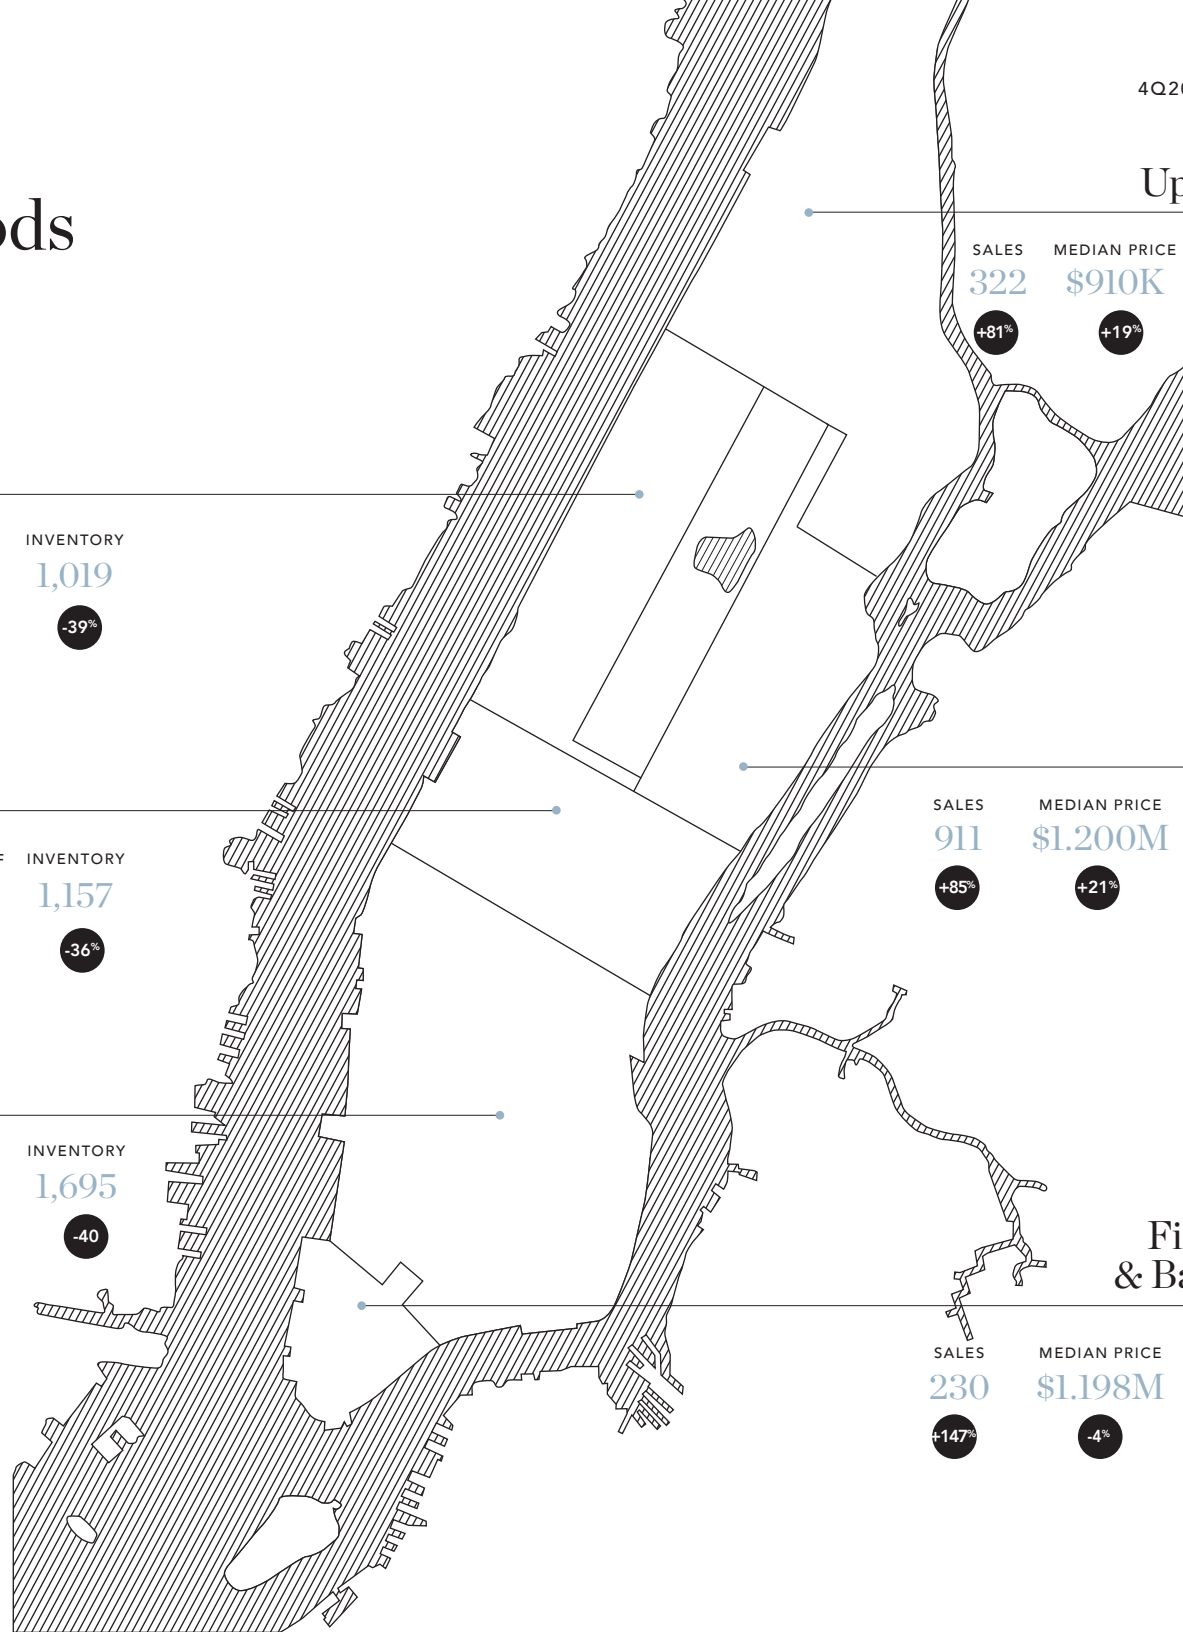 4Q20
Up
ods
SALES MEDIAN PRICE
322 $910K
+81% +19%
INVENTORY
1,019
-39%
SALES MEDIAN PRICE
911 $1.200M
+85% +21%
INVENTORY
1,157
-36%
INVENTORY
1,695
-40
Fi
& Ba
SALES MEDIAN PRICE
230 $1.198M
+147% -4%